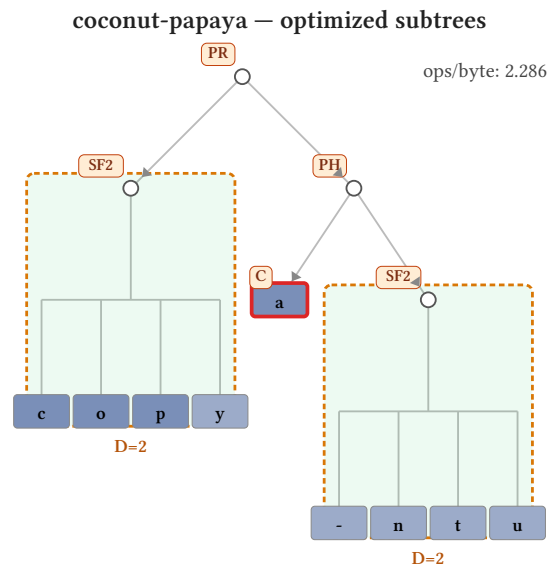 coconut-papaya — optimized subtrees
PR
ops/byte: 2.286
SF2
PH
C
SF2
a
c o p y
D=2
- n t u
D=2